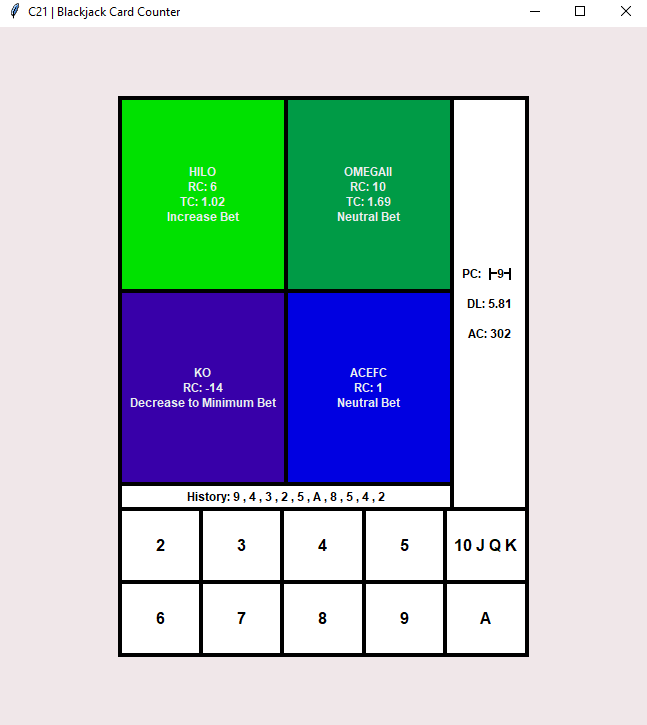 C21 | Blackjack Card Counter
HILO
RC: 6
TC: 1.02
Increase Bet
OMEGAII
RC: 10
TC: 1.69
Neutral Bet
PC: 9
DL: 5.81
AC: 302
KO
RC: -14
Decrease to Minimum Bet
ACEFC
RC: 1
Neutral Bet
History: 9 , 4 , 3 , 2 , 5 , A , 8 , 5 , 4 , 2
2 3 4 5 10 J Q K
6 7 8 9 A